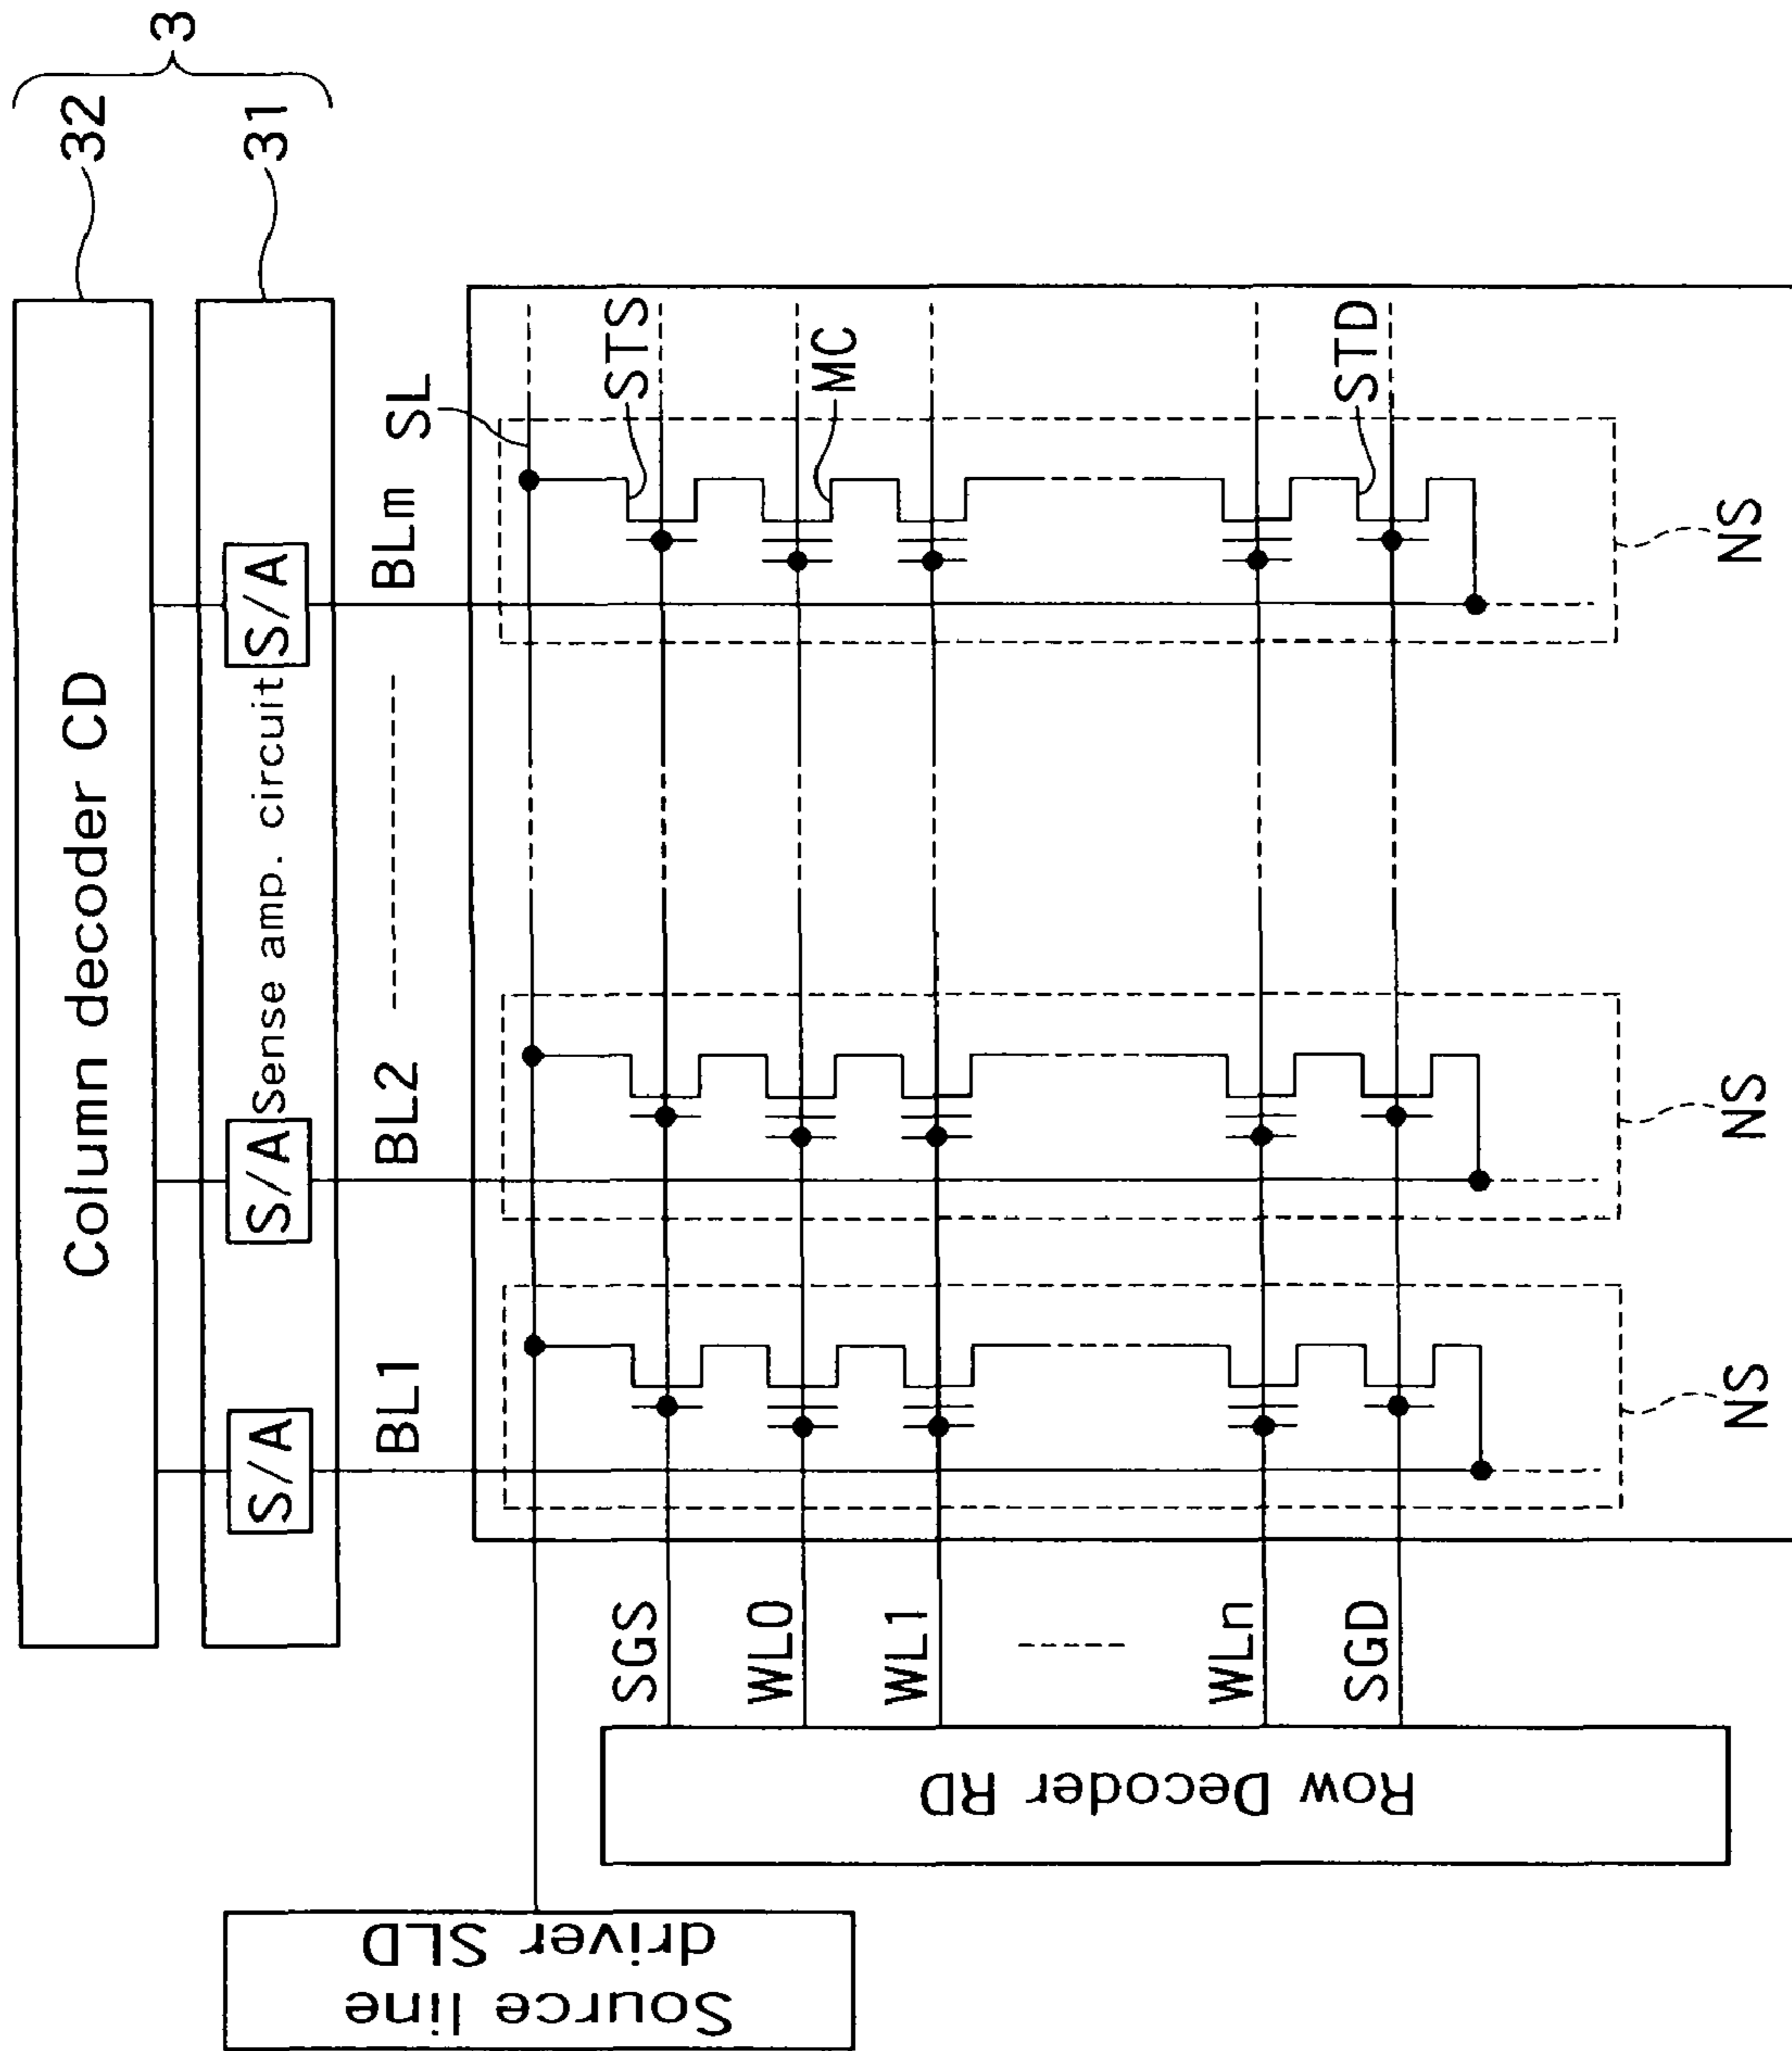 3
32
31
Column decoder CD
S/A
S/A
Sense amp. circuit
S/A
BL1
BL2
BLm
SL
STS
MC
STD
SGS
WL0
WL1
WLn
SGD
NS
NS
NS
Row Decoder RD
Source line
driver SLD